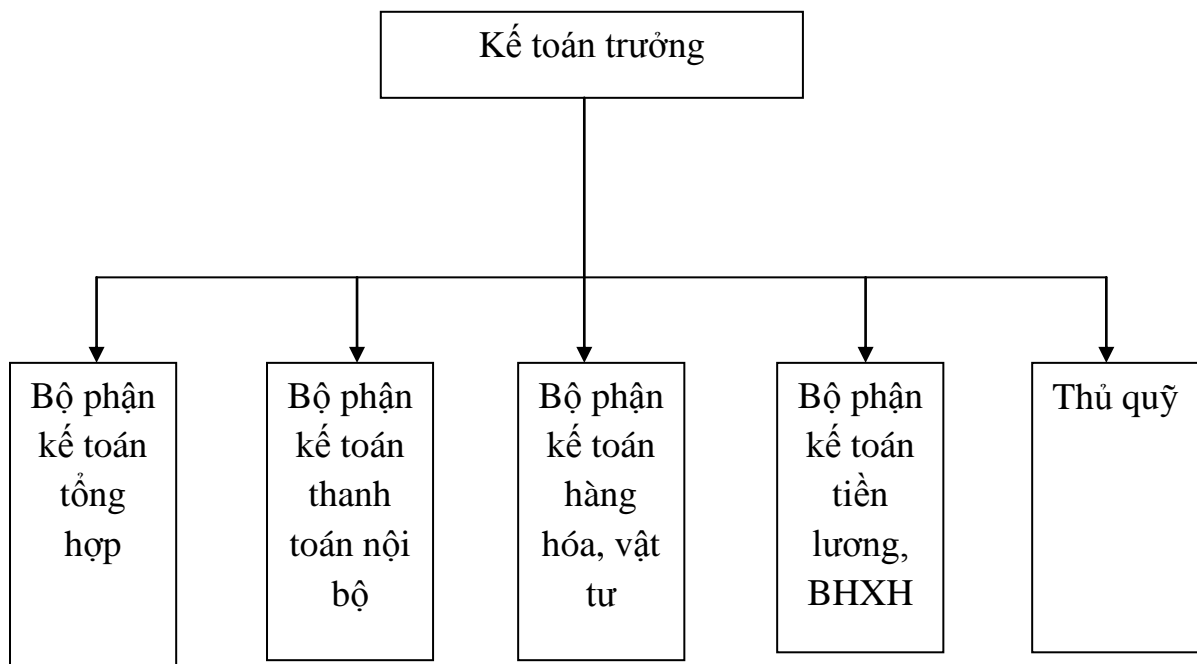 Kế toán trưởng
Bộ phận
kế toán
tổng
hợp
Bộ phận
kế toán
thanh
toán nội
bộ
Bộ phận
kế toán
hàng
hóa, vật
tư
Bộ phận
kế toán
tiền
lương,
BHXH
Thủ quỹ